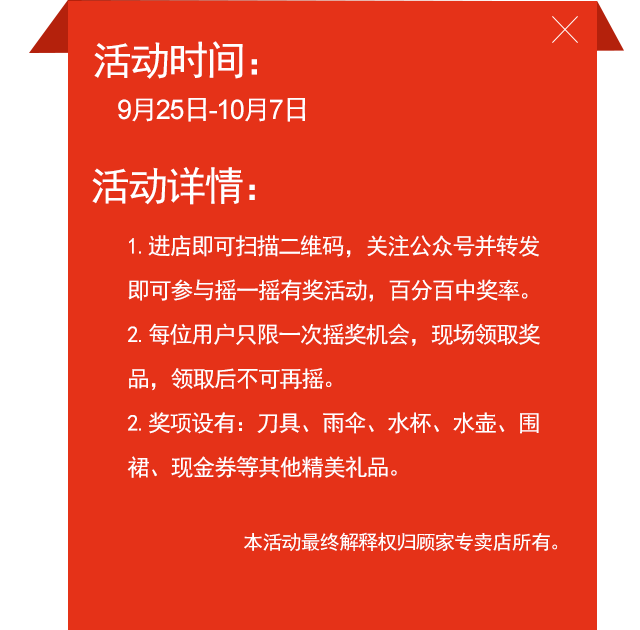 活动时间：
9月25日-10月7日
活动详情：
1.进店即可扫描二维码，关注公众号并转发
即可参与摇一摇有奖活动，百分百中奖率。
2.每位用户只限一次摇奖机会，现场领取奖
品，领取后不可再摇。
2.奖项设有：刀具、雨伞、水杯、水壶、围
裙、现金券等其他精美礼品。
本活动最终解释权归顾家专卖店所有。